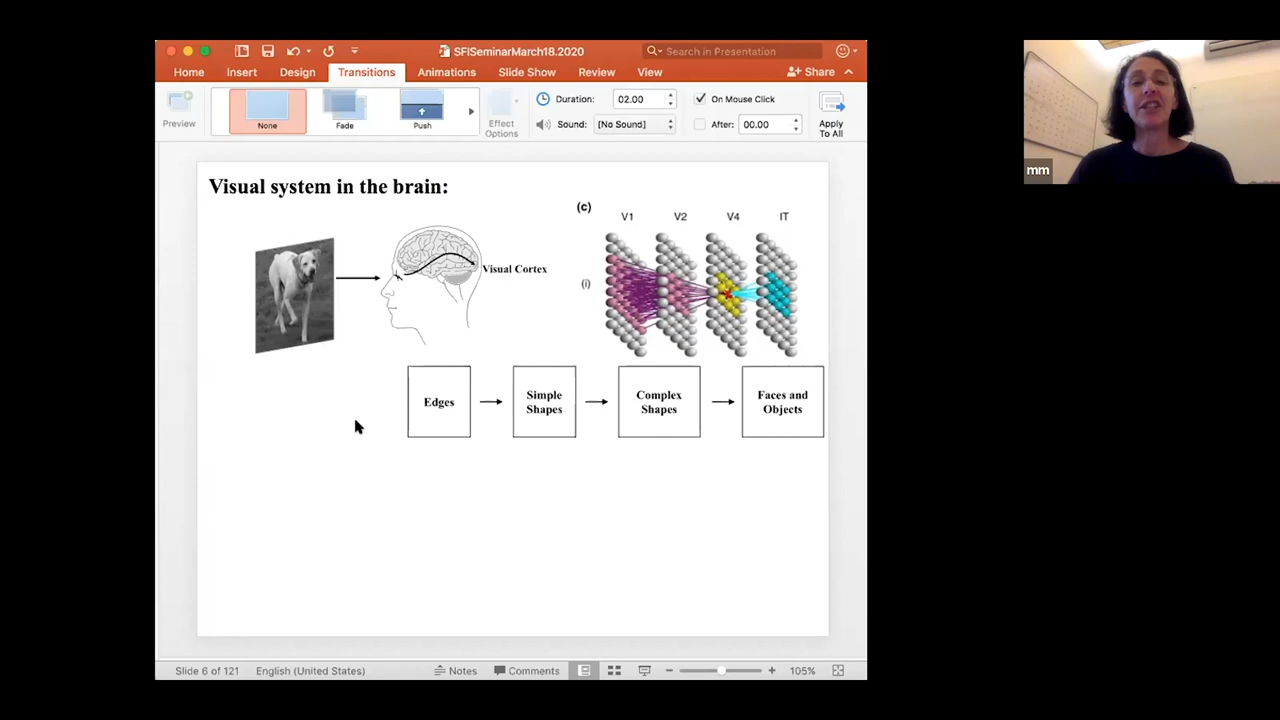 SFISeminarMarch18.2020
Search in Presentation
Home Insert Design Transitions Animations Slide Show Review View Share
Preview
None
Fade
Push
Effect
Options
Duration: 02.00
Sound: [No Sound]
On Mouse Click
After: 00.00
Apply
To All
mm
Visual system in the brain:
Visual Cortex
(c)
V1 V2 V4 IT
(i)
Edges
Simple
Shapes
Complex
Shapes
Faces and
Objects
Slide 6 of 121 English (United States) Notes Comments 105%